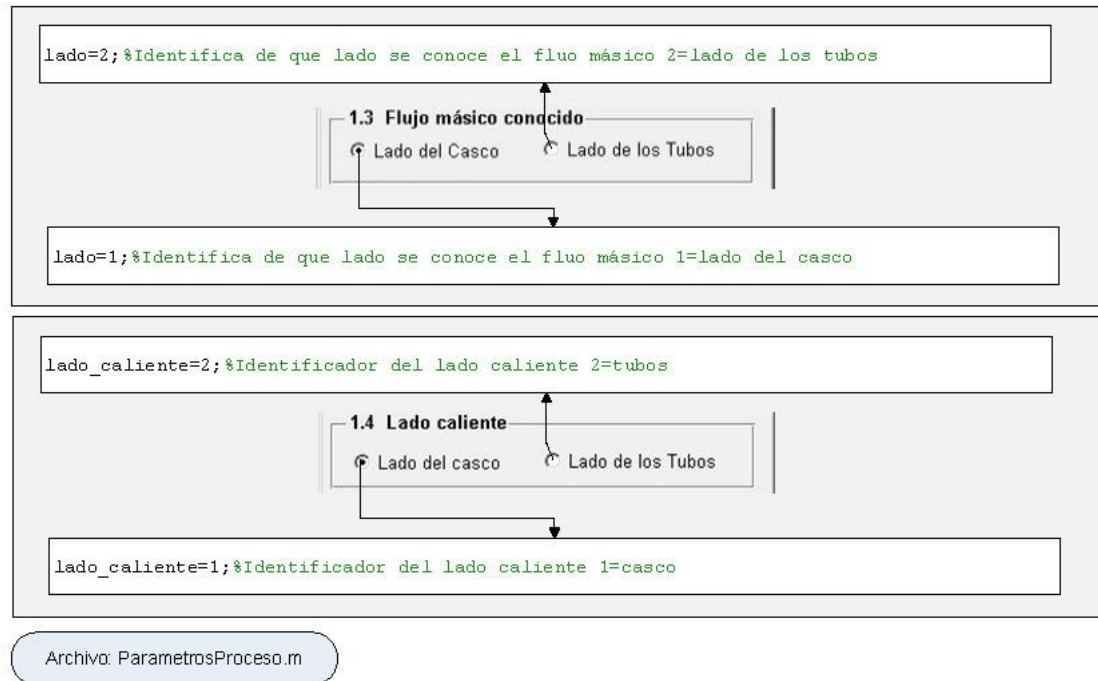 lado=2;%Identifica de que lado se conoce el fluo másico 2=lado de los tubos
1.3 Flujo másico conocido
Lado del Casco Lado de los Tubos
lado=1;%Identifica de que lado se conoce el fluo másico 1=lado del casco
lado_caliente=2;%Identificador del lado caliente 2=tubos
1.4 Lado caliente
Lado del casco Lado de los Tubos
lado_caliente=1;%Identificador del lado caliente 1=casco
Archivo: ParametrosProceso.m